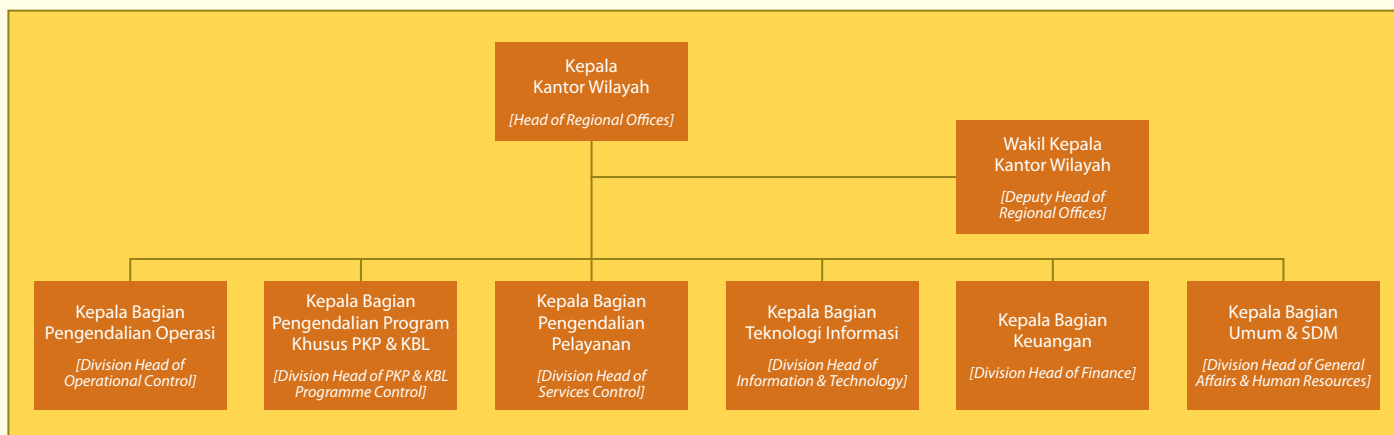 Kepala
Kantor Wilayah
[Head of Regional Offices]
Wakil Kepala
Kantor Wilayah
[Deputy Head of
Regional Offices]
Kepala Bagian
Pengendalian Operasi
[Division Head of
Operational Control]
Kepala Bagian
Pengendalian Program
Khusus PKP & KBL
[Division Head of PKP & KBL
Programme Control]
Kepala Bagian
Pengendalian
Pelayanan
[Division Head of
Services Control]
Kepala Bagian
Teknologi Informasi
[Division Head of
Information & Technology]
Kepala Bagian
Keuangan
[Division Head of Finance]
Kepala Bagian
Umum & SDM
[Division Head of General
Affairs & Human Resources]